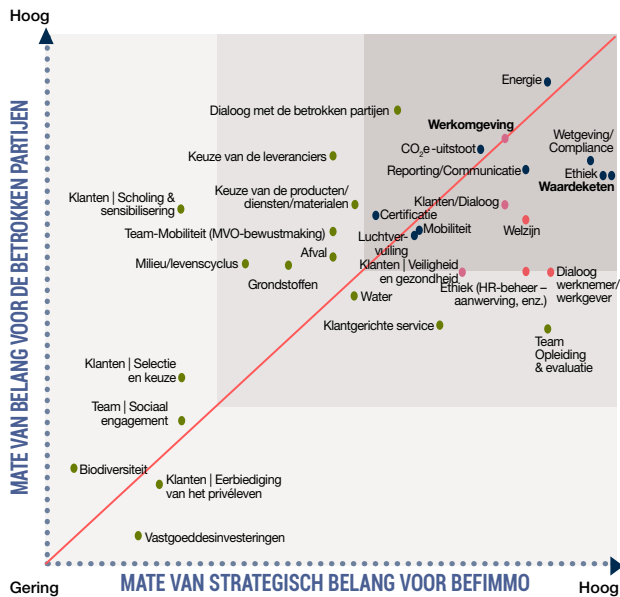 Hoog
MATE VAN BELANG VOOR DE BETROKKEN PARTIJEN
Energie
Dialoog met de betrokken partijen
Werkomgeving
CO2e-uitstoot
Wetgeving/
Compliance
Keuze van de leveranciers
Reporting/Communicatie
Ethiek
Waardeketen
Keuze van de producten/
diensten/materialen
Klanten | Scholing &
sensibilisering
Klanten/Dialoog
Certificatie
Welzijn
Team-Mobiliteit (MVO-bewustmaking)
Mobiliteit
Luchtver-
vuiling
Afval
Milieu/levenscyclus
Grondstoffen
Klanten | Veiligheid
en gezondheid
Ethiek (HR-beheer –
aanwerving, enz.)
Dialoog
werknemer/
werkgever
Water
Klantgerichte service
Team
Opleiding
& evaluatie
Klanten | Selectie
en keuze
Team | Sociaal
engagement
Biodiversiteit
Klanten | Eerbiediging
van het privéleven
Vastgoeddesinvesteringen
Gering
MATE VAN STRATEGISCH BELANG VOOR BEFIMMO
Hoog